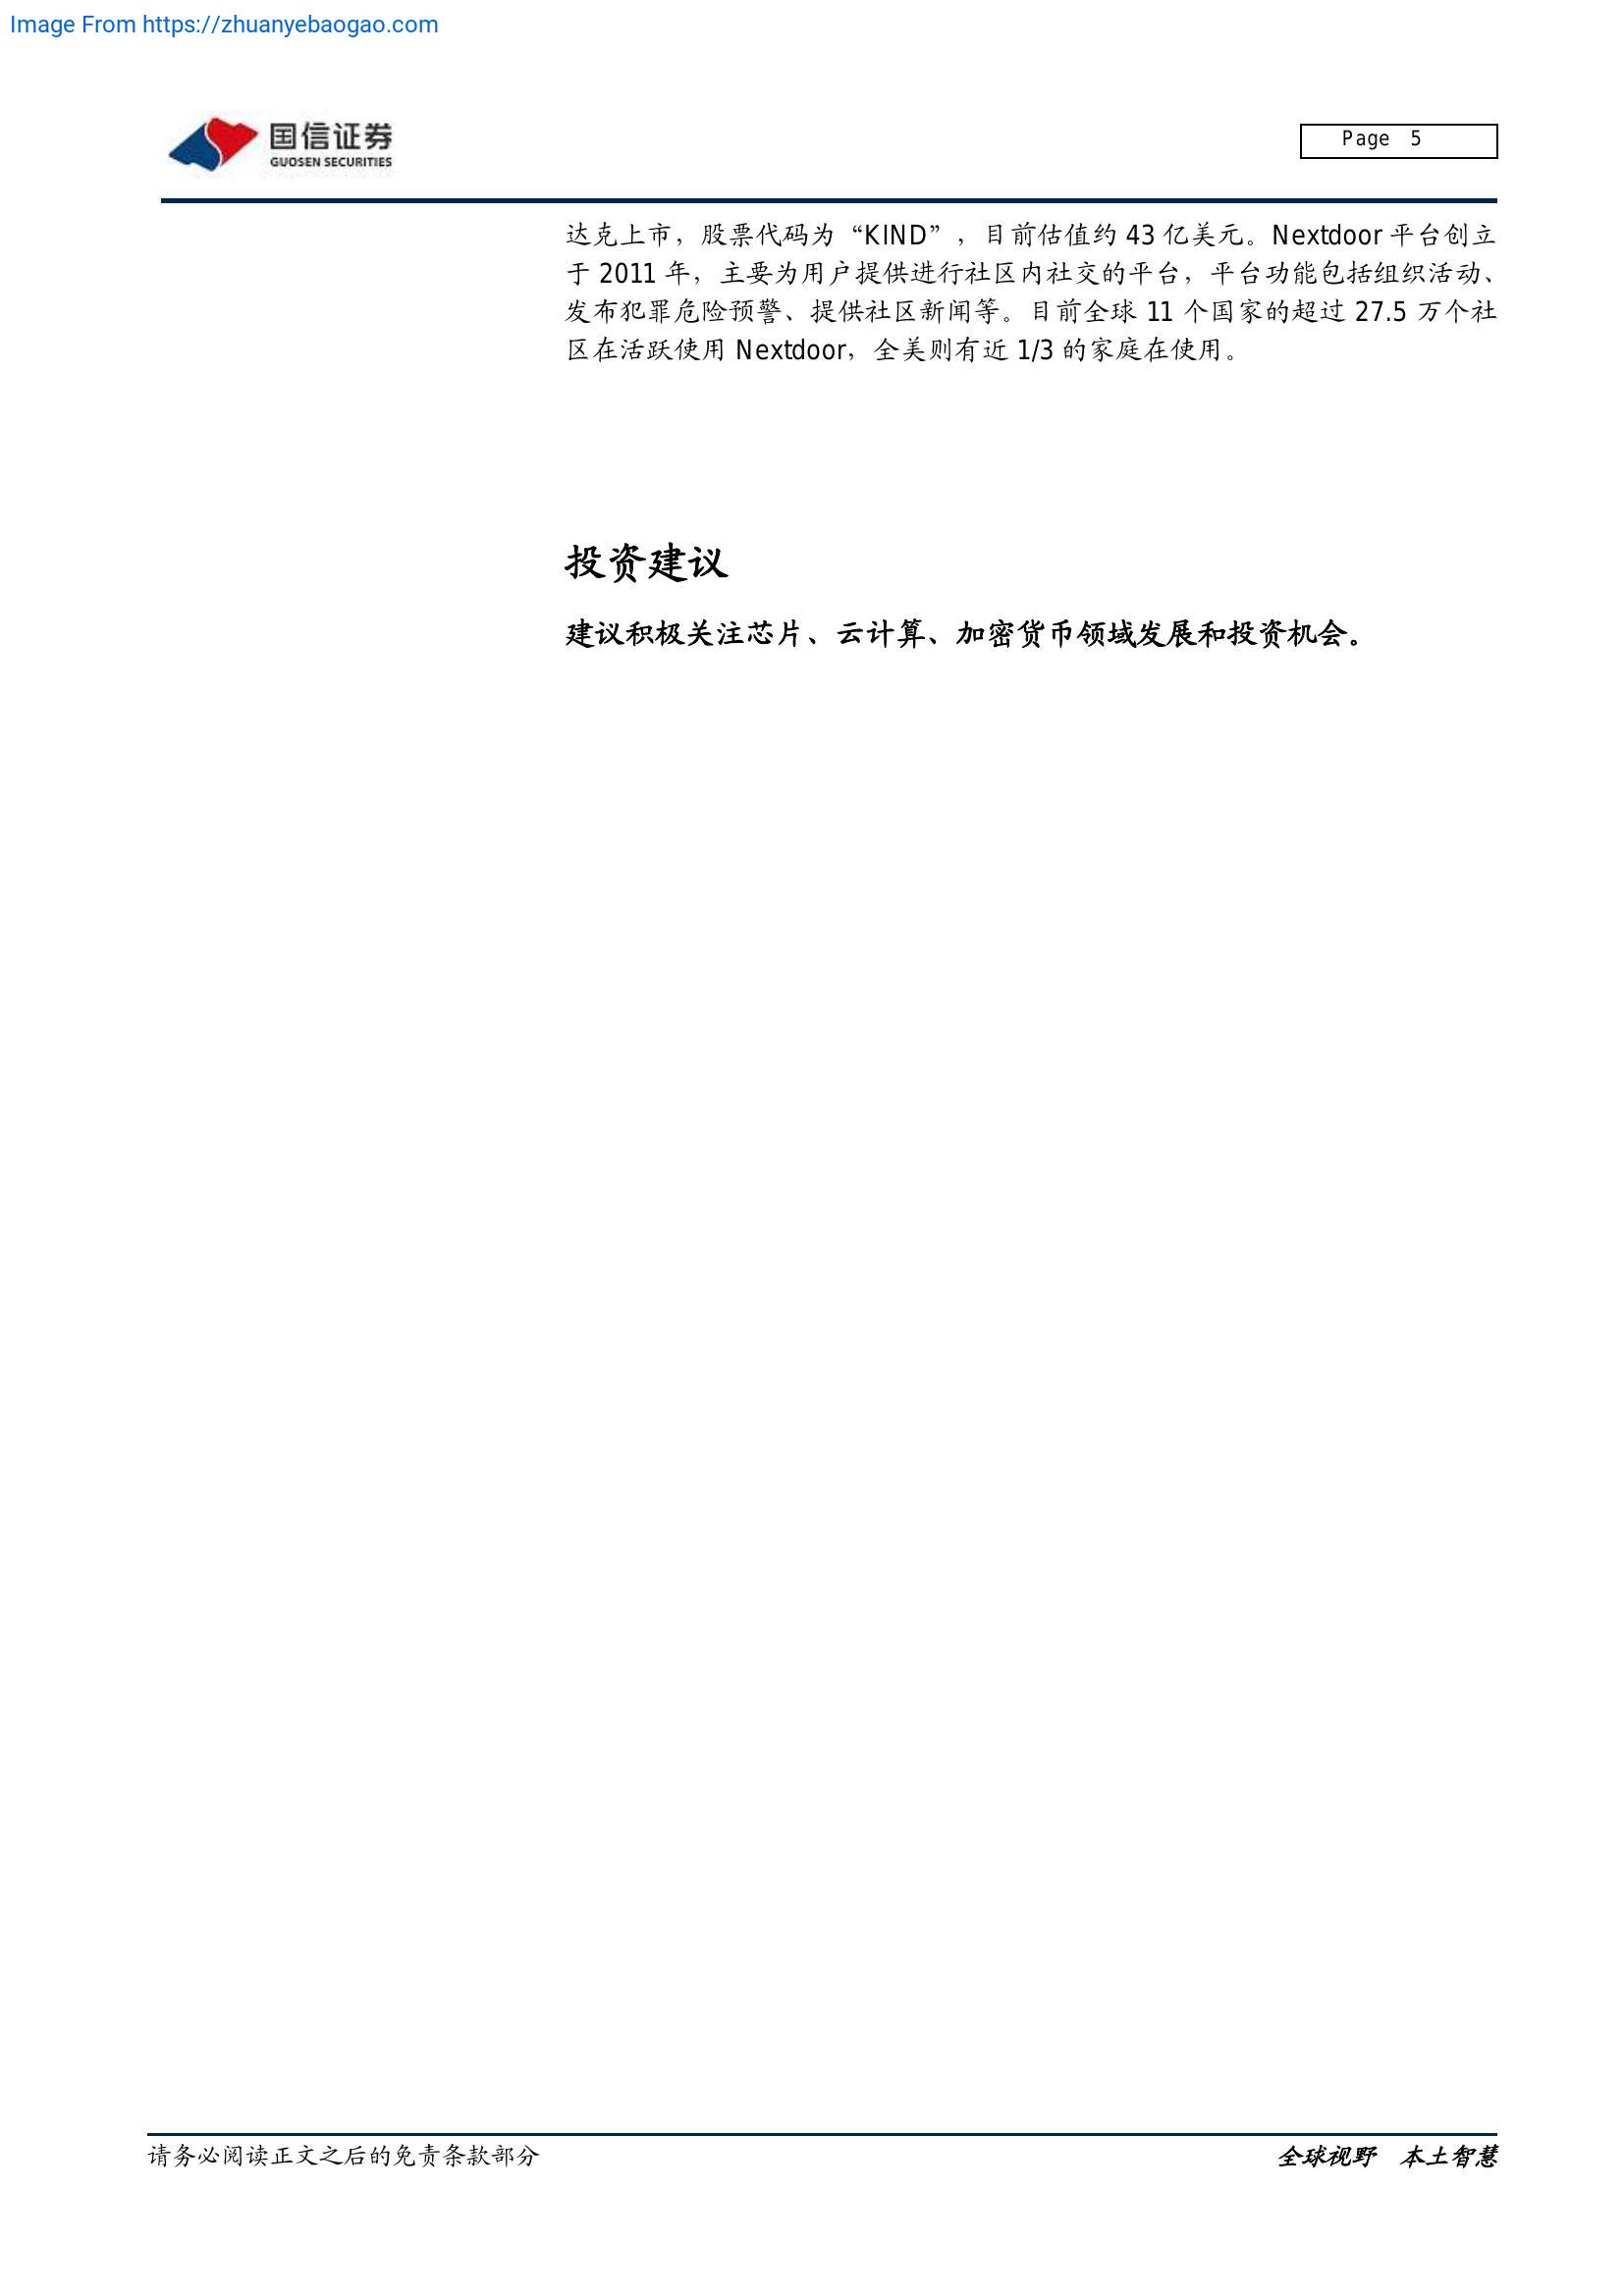 Image From https://zhuanyebaogao.com
国信证券
GUOSEN SECURITIES
Page 5
达克上市，股票代码为“KIND”，目前估值约 43 亿美元。Nextdoor 平台创立
于 2011 年，主要为用户提供进行社区内社交的平台，平台功能包括组织活动、
发布犯罪危险预警、提供社区新闻等。目前全球 11 个国家的超过 27.5 万个社
区在活跃使用 Nextdoor，全美则有近 1/3 的家庭在使用。
投资建议
建议积极关注芯片、云计算、加密货币领域发展和投资机会。
请务必阅读正文之后的免责条款部分
全球视野 本土智慧